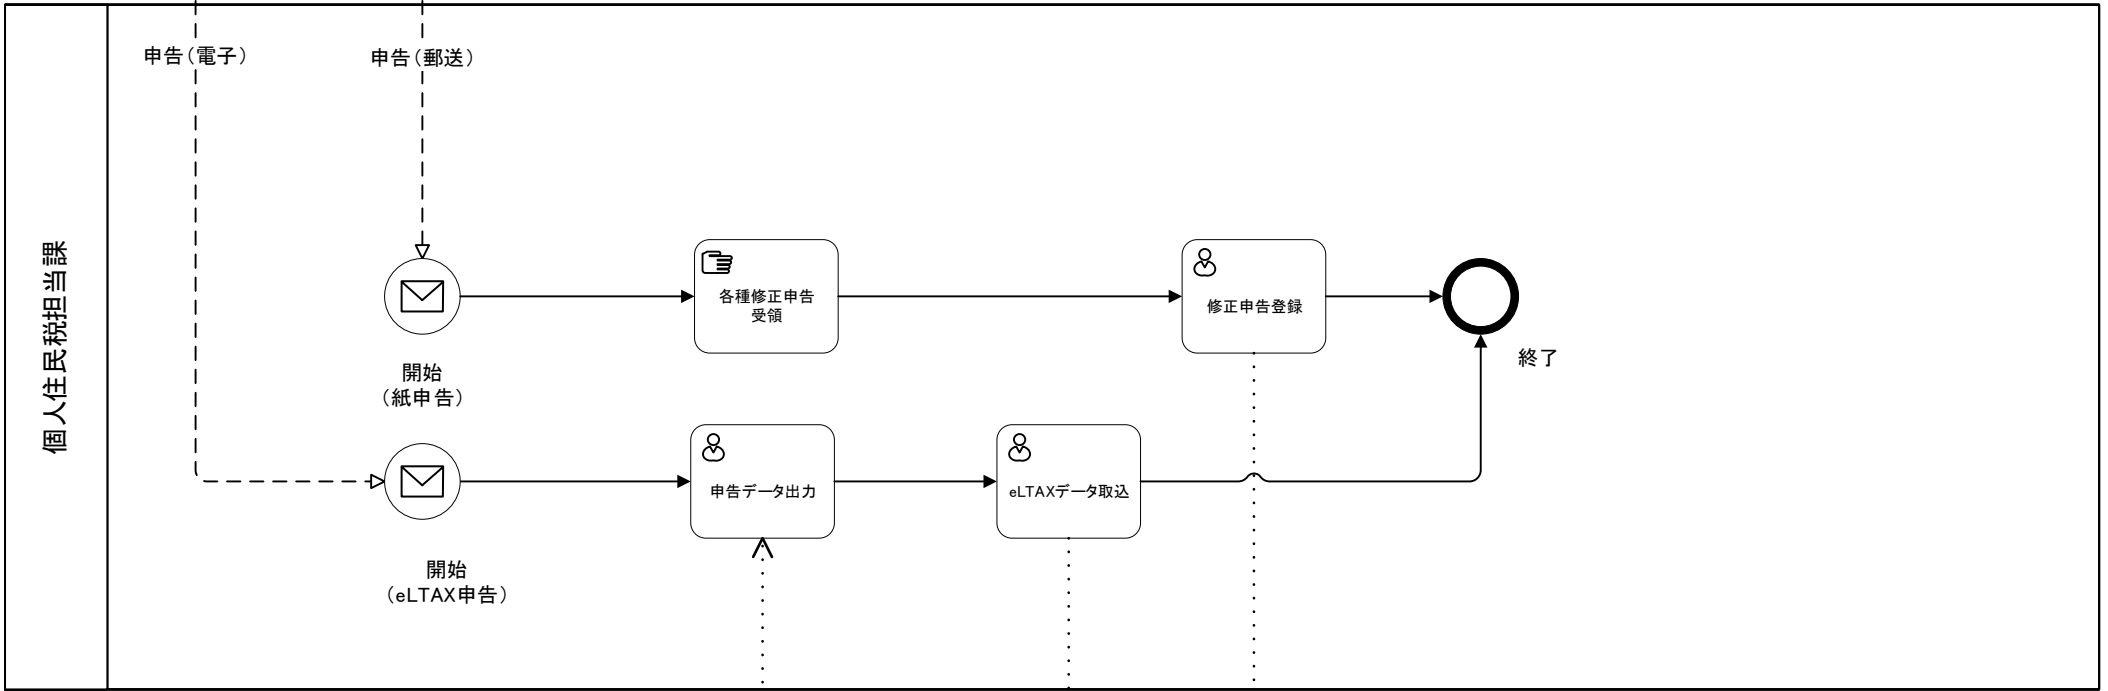 個人住民税担当課
申告（電子）
申告（郵送）
各種修正申告
受領
修正申告登録
終了
開始
（紙申告）
申告データ出力
eLTAXデータ取込
開始
（eLTAX申告）